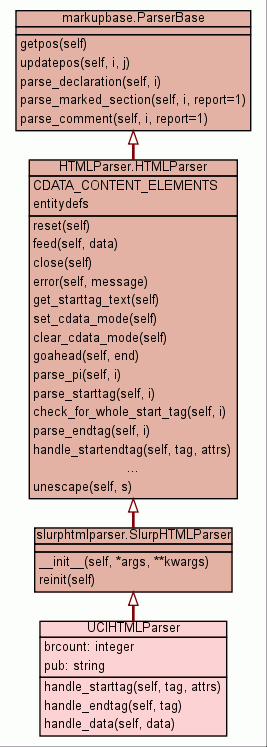 markupbase.ParserBase
getpos(self)
updatepos(self, i, j)
parse_declaration(self, i)
parse_marked_section(self, i, report=1)
parse_comment(self, i, report=1)
HTMLParser.HTMLParser
CDATA_CONTENT_ELEMENTS
entitydefs
reset(self)
feed(self, data)
close(self)
error(self, message)
get_starttag_text(self)
set_cdata_mode(self)
clear_cdata_mode(self)
goahead(self, end)
parse_pi(self, i)
parse_starttag(self, i)
check_for_whole_start_tag(self, i)
parse_endtag(self, i)
handle_startendtag(self, tag, attrs)
...
unescape(self, s)
slurphtmlparser.SlurpHTMLParser
__init__(self, *args, **kwargs)
reinit(self)
UCIHTMLParser
brcount: integer
pub: string
handle_starttag(self, tag, attrs)
handle_endtag(self, tag)
handle_data(self, data)